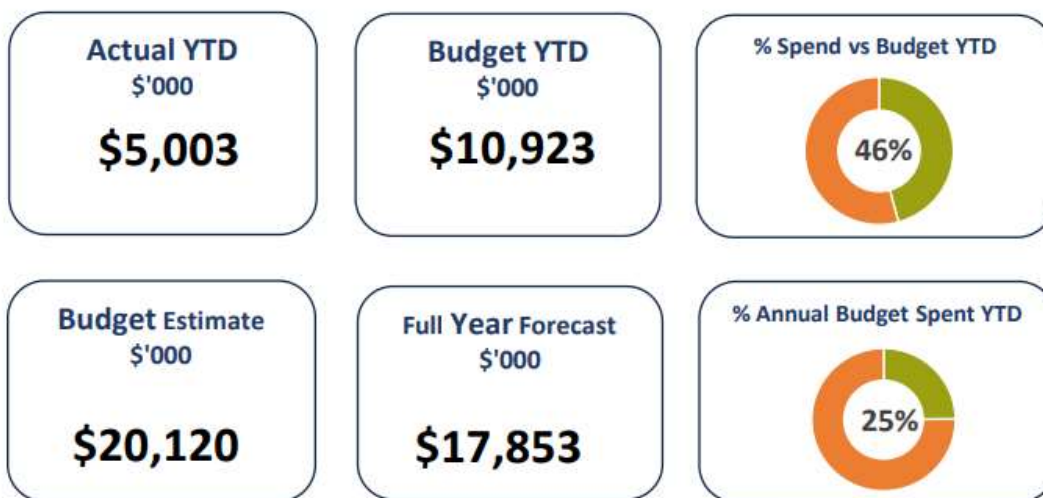 Actual YTD
$'000
$5,003
Budget YTD
$'000
$10,923
% Spend vs Budget YTD
46%
Budget Estimate
$'000
$20,120
Full Year Forecast
$'000
$17,853
% Annual Budget Spent YTD
25%